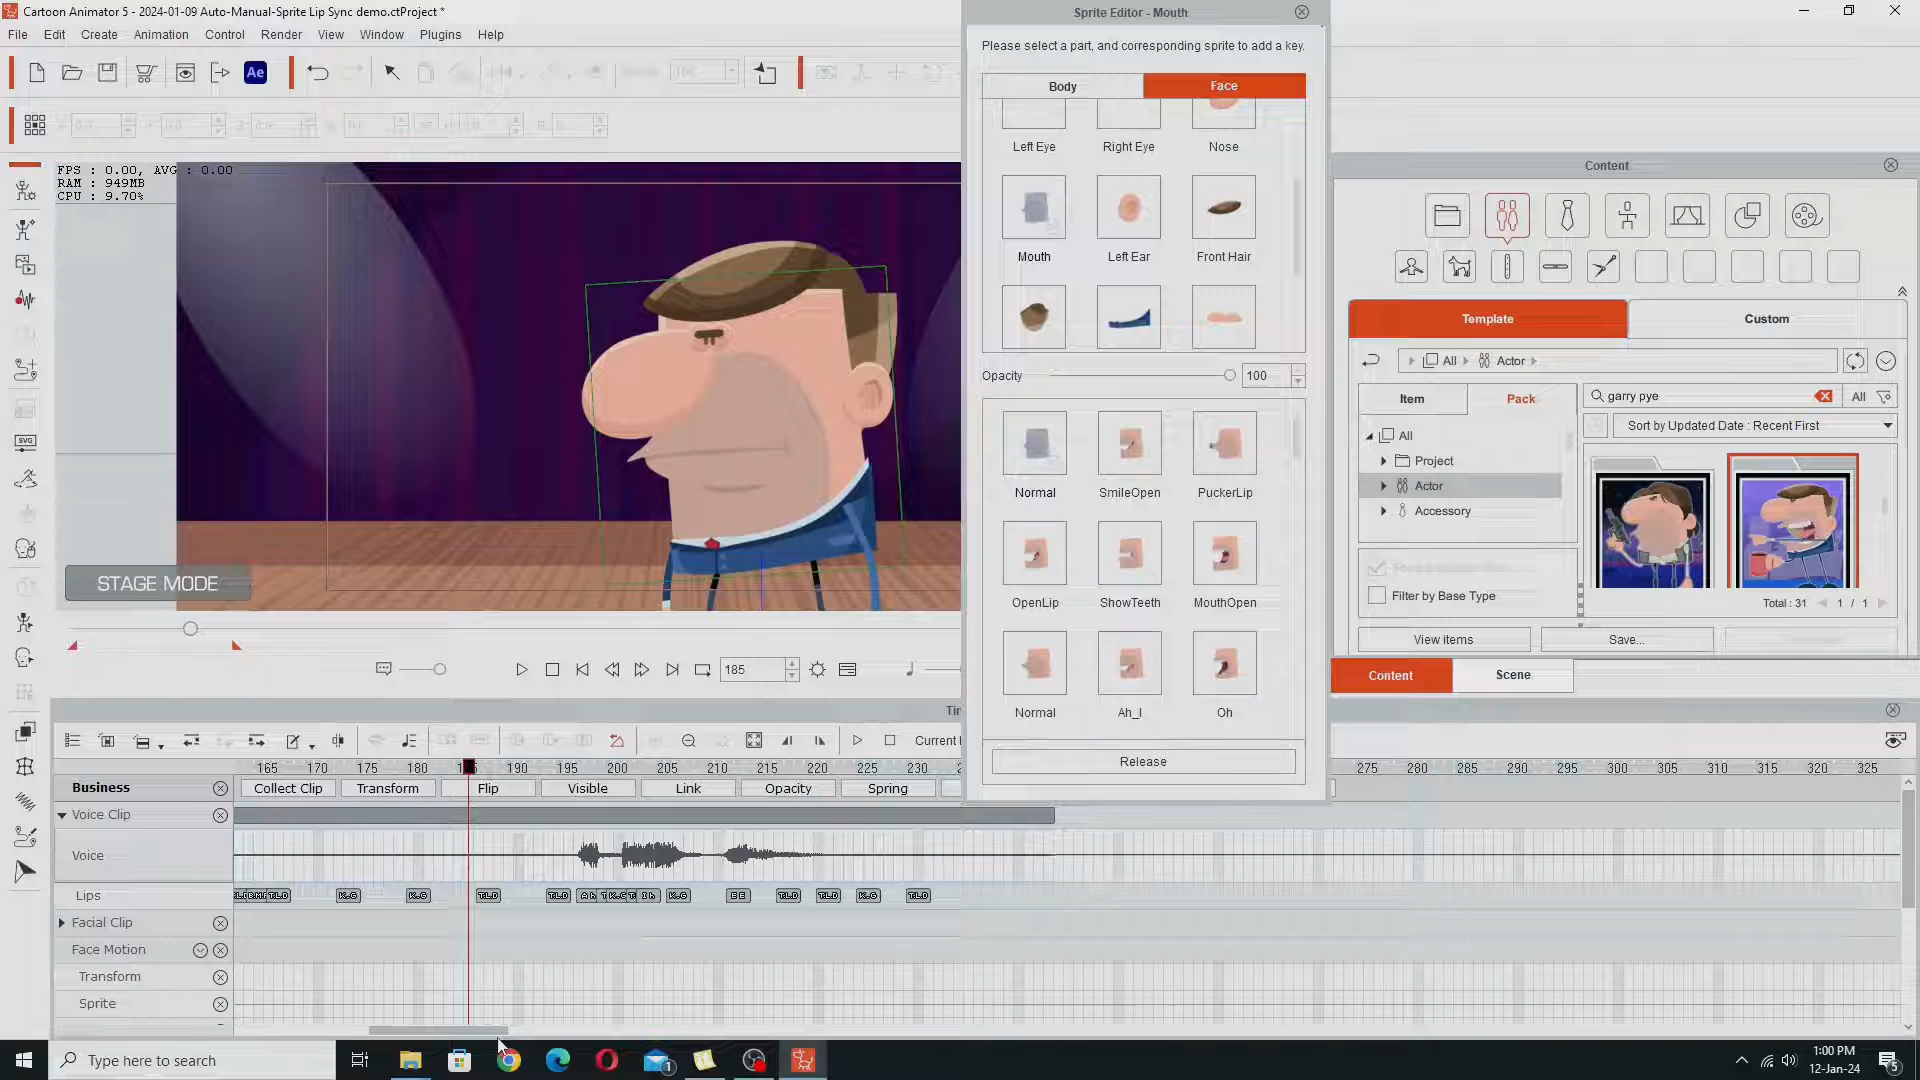 Cartoon Animator 5 - 2024-01-09 Auto-Manual-Sprite Lip Sync demo.ctProject *
File Edit Create Animation Control Render View Window Plugins Help
Ae
FPS : 0.00, AVG : 0.00
RAM : 949MB
CPU : 9.70%
STAGE MODE
185
Sprite Editor - Mouth
Please select a part, and corresponding sprite to add a key.
Body Face
Left Eye Right Eye Nose
Mouth Left Ear Front Hair
Opacity 100
Normal SmileOpen PuckerLip
OpenLip ShowTeeth MouthOpen
Normal Ah_I Oh
Release
Content
Template Custom
All Actor
Item Pack
garry pye All
Sort by Updated Date : Recent First
All
Project
Actor
Accessory
Filter by Base Type
Total : 31 1 / 1
View items Save...
Content Scene
SVG
165 170 175 180 190 195 200 205 210 215 220 225 230 275 280 285 290 295 300 305 310 315 320 325
Business Collect Clip Transform Flip Visible Link Opacity Spring
Voice Clip
Voice
Lips T.L.D K.G K.G T.L.D T.L.D Ih K.G EE T.L.D T.L.D K.G T.L.D
Facial Clip
Face Motion
Transform
Sprite
Type here to search
1
1:00 PM
12-Jan-24
5